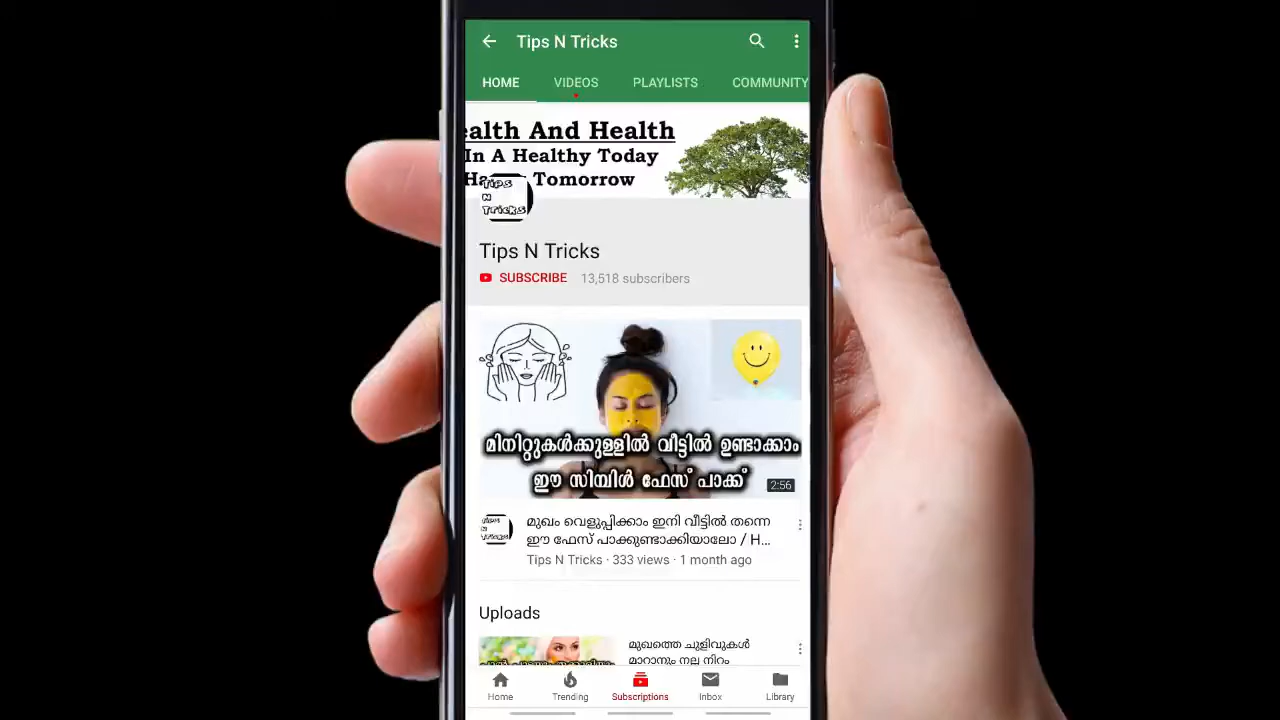 Tips N Tricks
HOME VIDEOS PLAYLISTS COMMUNITY
ealth And Health
In A Healthy Today
Tomorrow
Tips
N
Tricks
Tips N Tricks
SUBSCRIBE 13,518 subscribers
മിനിറ്റുകൾക്കുള്ളിൽ വീട്ടിൽ ഉണ്ടാക്കാം
ഈ സിമ്പിൾ ഫേസ് പാക്ക്
2:56
മുഖം വെളുപ്പിക്കാം ഇനി വീട്ടിൽ തന്നെ
ഈ ഫേസ് പാക്കുണ്ടാക്കിയാലോ / H...
Tips N Tricks · 333 views · 1 month ago
Uploads
മുഖത്തെ ചുളിവുകൾ
മാറാനും നല്ല നിറം
Home Trending Subscriptions Inbox Library